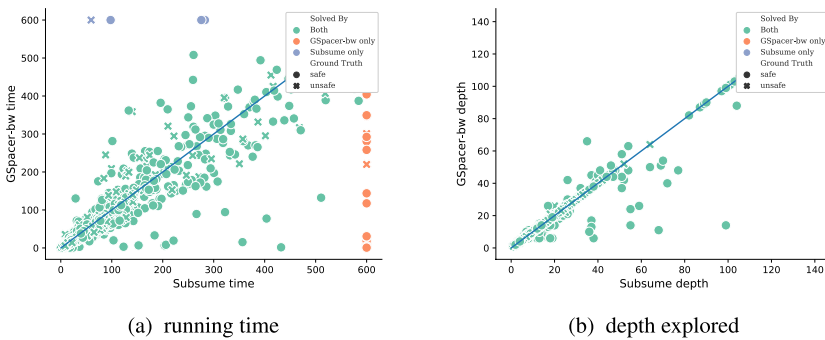 600
500
400
300
200
100
0
GSpacer-bw time
0 100 200 300 400 500 600
Subsume time
Solved By
Both
GSpacer-bw only
Subsume only
Ground Truth
safe
unsafe
(a) running time
140
120
100
80
60
40
20
0
GSpacer-bw depth
0 20 40 60 80 100 120 140
Subsume depth
Solved By
Both
GSpacer-bw only
Subsume only
Ground Truth
safe
unsafe
(b) depth explored